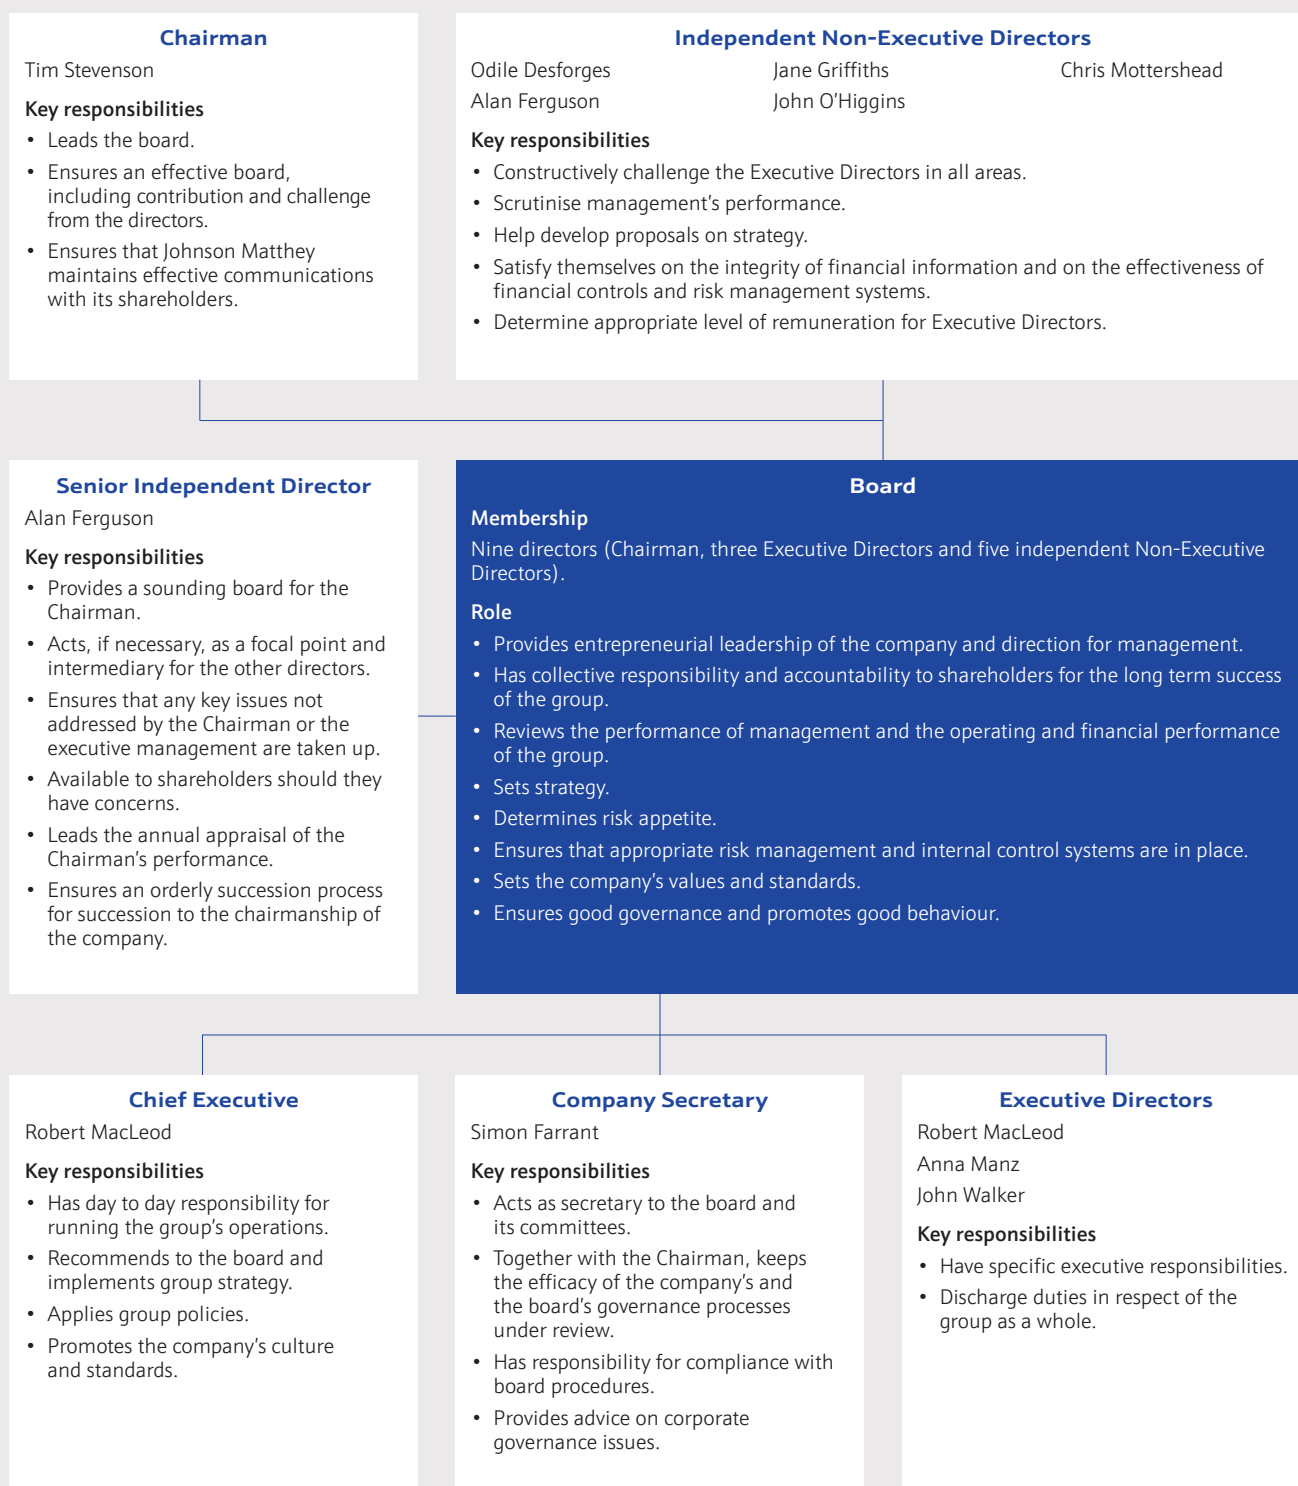 Chairman
Tim Stevenson
Key responsibilities
• Leads the board.
• Ensures an effective board,
including contribution and challenge
from the directors.
• Ensures that Johnson Matthey
maintains effective communications
with its shareholders.
Independent Non-Executive Directors
Odile Desforges Jane Griffiths Chris Mottershead
Alan Ferguson John O'Higgins
Key responsibilities
• Constructively challenge the Executive Directors in all areas.
• Scrutinise management's performance.
• Help develop proposals on strategy.
• Satisfy themselves on the integrity of financial information and on the effectiveness of
financial controls and risk management systems.
• Determine appropriate level of remuneration for Executive Directors.
Senior Independent Director
Alan Ferguson
Key responsibilities
• Provides a sounding board for the
Chairman.
• Acts, if necessary, as a focal point and
intermediary for the other directors.
• Ensures that any key issues not
addressed by the Chairman or the
executive management are taken up.
• Available to shareholders should they
have concerns.
• Leads the annual appraisal of the
Chairman's performance.
• Ensures an orderly succession process
for succession to the chairmanship of
the company.
Board
Membership
Nine directors (Chairman, three Executive Directors and five independent Non-Executive
Directors).
Role
• Provides entrepreneurial leadership of the company and direction for management.
• Has collective responsibility and accountability to shareholders for the long term success
of the group.
• Reviews the performance of management and the operating and financial performance
of the group.
• Sets strategy.
• Determines risk appetite.
• Ensures that appropriate risk management and internal control systems are in place.
• Sets the company's values and standards.
• Ensures good governance and promotes good behaviour.
Chief Executive
Robert MacLeod
Key responsibilities
• Has day to day responsibility for
running the group's operations.
• Recommends to the board and
implements group strategy.
• Applies group policies.
• Promotes the company's culture
and standards.
Company Secretary
Simon Farrant
Key responsibilities
• Acts as secretary to the board and
its committees.
• Together with the Chairman, keeps
the efficacy of the company's and
the board's governance processes
under review.
• Has responsibility for compliance with
board procedures.
• Provides advice on corporate
governance issues.
Executive Directors
Robert MacLeod
Anna Manz
John Walker
Key responsibilities
• Have specific executive responsibilities.
• Discharge duties in respect of the
group as a whole.